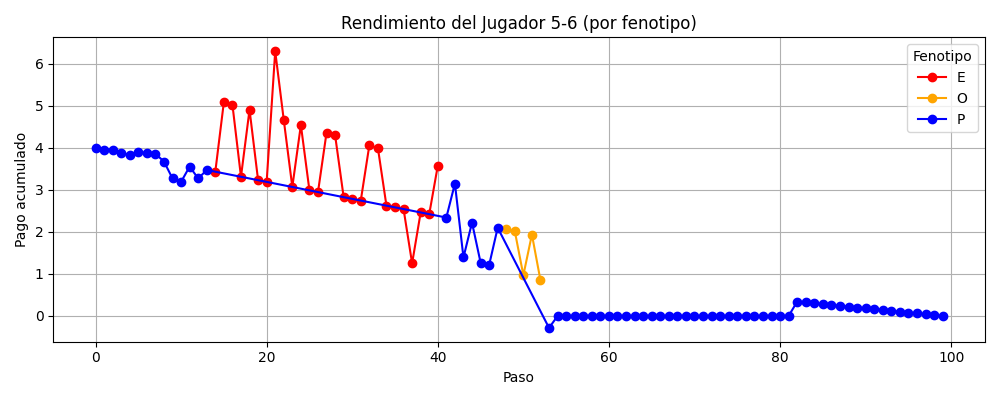 Rendimiento del Jugador 5-6 (por fenotipo)
Pago acumulado
6
5
4
3
2
1
0
Fenotipo
E
O
P
0
20
40
60
80
100
Paso